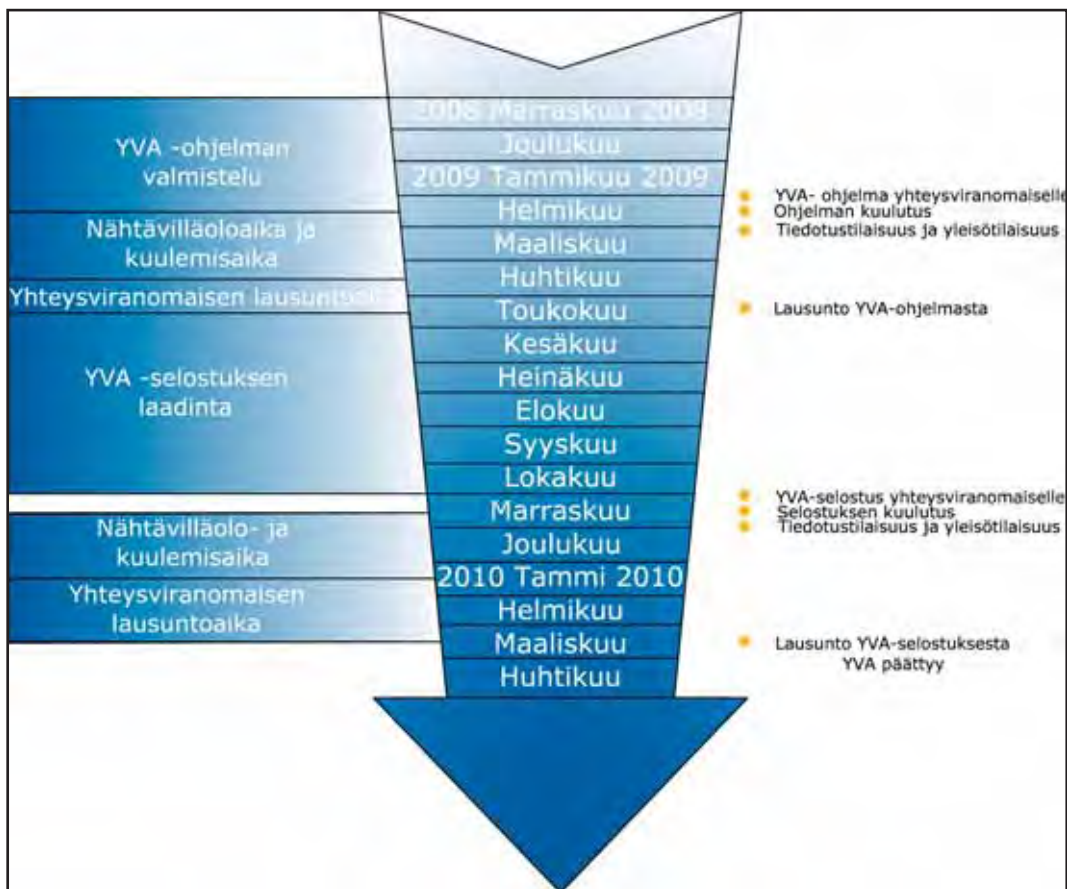 YVA -ohjelman
valmistelu
Nähtävilläoloaika ja
kuulemisaika
Yhteysviranomaisen
YVA -selostuksen
laadinta
Nähtävilläolo- ja
kuulemisaika
Yhteysviranomaisen
lausuntoaika
2008 Marraskuu 2008
Joulukuu
2009 Tammikuu 2009
Helmikuu
Maaliskuu
Huhtikuu
Toukokuu
Kesäkuu
Heinäkuu
Elokuu
Syyskuu
Lokakuu
Marraskuu
Joulukuu
2010 Tammi 2010
Helmikuu
Maaliskuu
Huhtikuu
YVA- ohjelma yhteysviranomaiselle
Ohjelman kuulutus
Tiedotustilaisuus ja yleisötilaisuus
Lausunto YVA-ohjelmasta
YVA-selostus yhteysviranomaiselle
Selostuksen kuulutus
Tiedotustilaisuus ja yleisötilaisuus
Lausunto YVA-selostuksesta
YVA päättyy